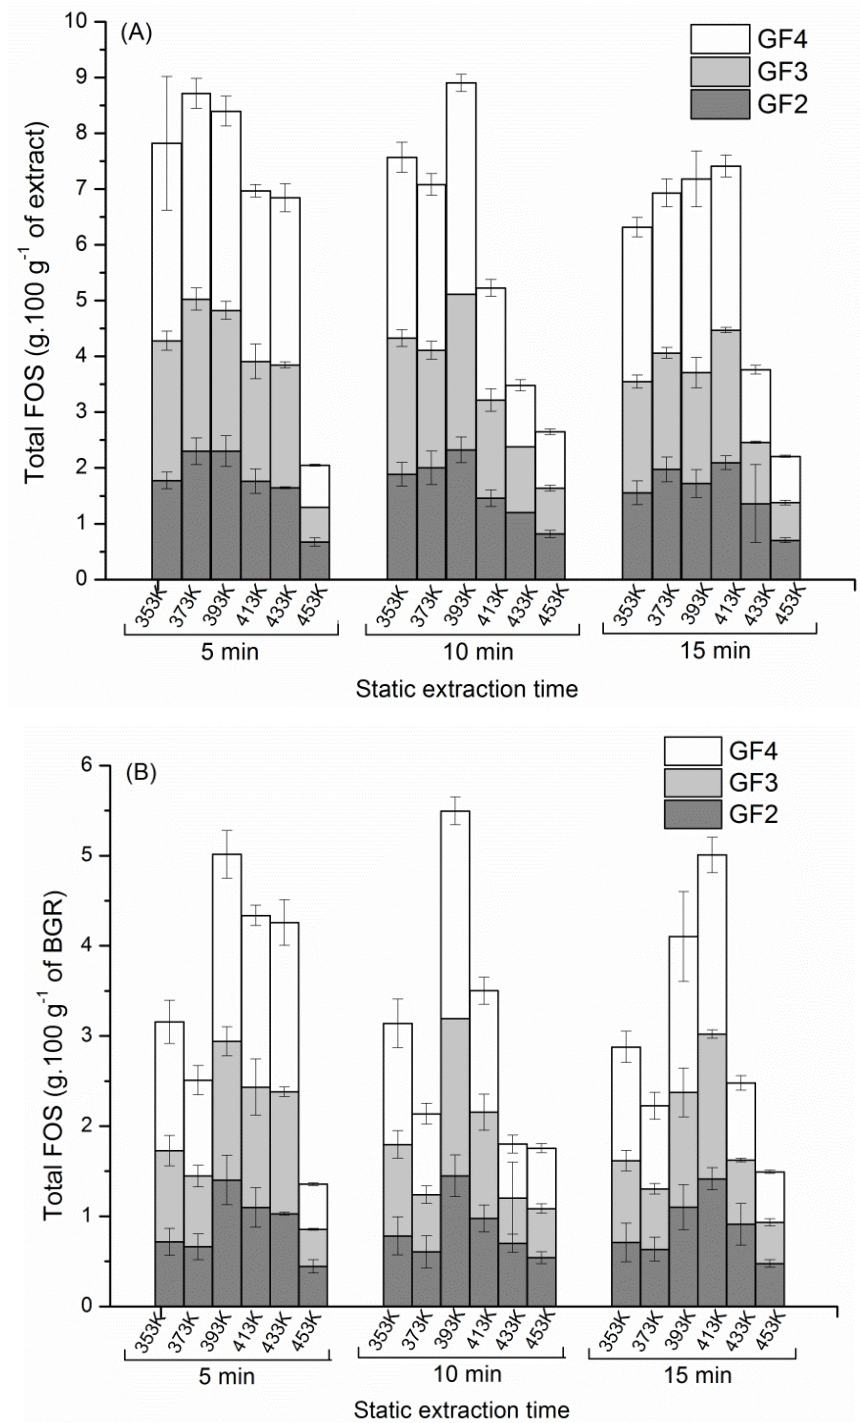 (A)
GF4
GF3
GF2
Total FOS (g.100 g⁻¹ of extract)
10
9
8
7
6
5
4
3
2
1
0
353K 373K 393K 413K 433K 453K 353K 373K 393K 413K 433K 453K 353K 373K 393K 413K 433K 453K
5 min 10 min 15 min
Static extraction time
(B)
GF4
GF3
GF2
Total FOS (g.100 g⁻¹ of BGR)
6
5
4
3
2
1
0
353K 373K 393K 413K 433K 453K 353K 373K 393K 413K 433K 453K 353K 373K 393K 413K 433K 453K
5 min 10 min 15 min
Static extraction time